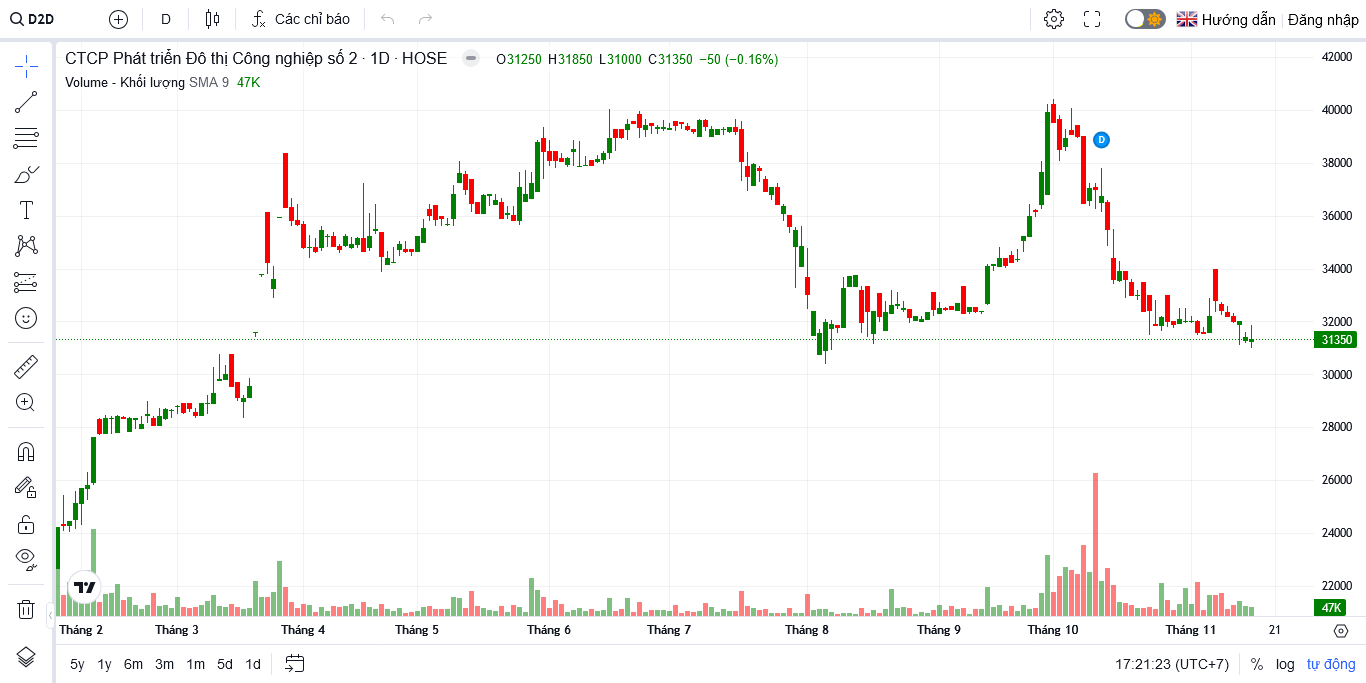 D2D
D
Các chỉ báo
Hướng dẫn
Đăng nhập
CTCP Phát triển Đô thị Công nghiệp số 2 · 1D · HOSE O31250 H31850 L31000 C31350 −50 (−0.16%)
Volume - Khối lượng SMA 9 47K
42000
40000
D
38000
36000
34000
32000
31350
30000
28000
26000
24000
22000
47K
Tháng 2 Tháng 3 Tháng 4 Tháng 5 Tháng 6 Tháng 7 Tháng 8 Tháng 9 Tháng 10 Tháng 11 21
5y 1y 6m 3m 1m 5d 1d 17:21:23 (UTC+7) % log tự động